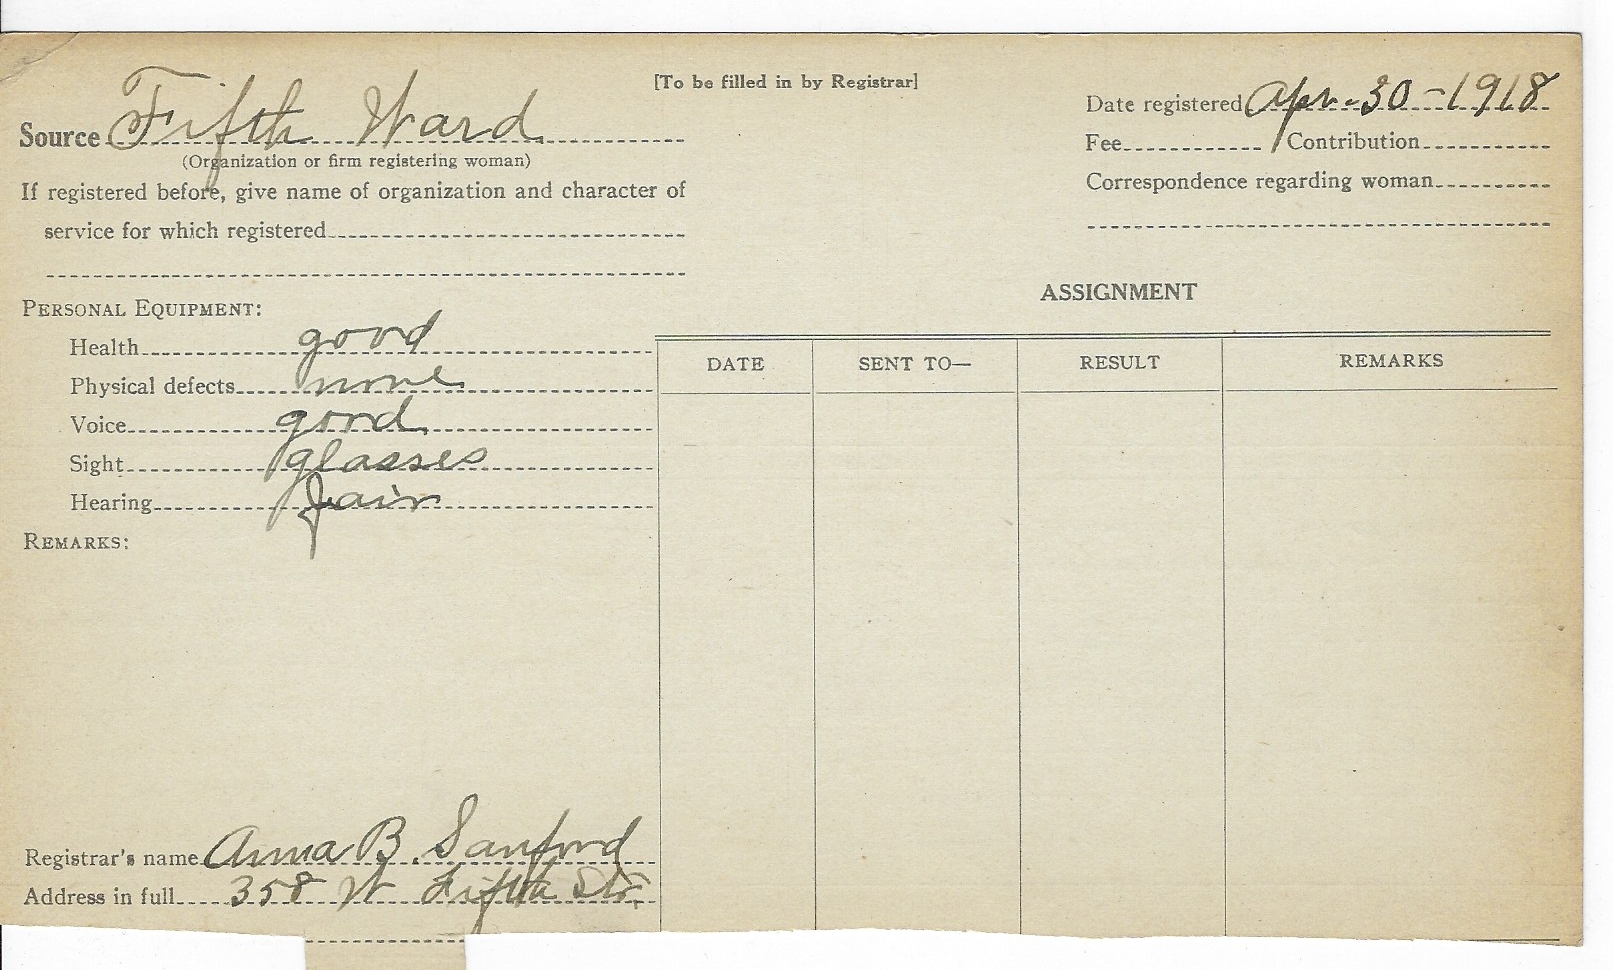 [To be filled in by Registrar]
Source Fifth Ward
(Organization or firm registering woman)
If registered before, give name of organization and character of
service for which registered
Date registered Apr. 30 - 1918
Fee Contribution
Correspondence regarding woman
PERSONAL EQUIPMENT:
Health good
Physical defects none
Voice good
Sight glasses
Hearing fair
REMARKS:
Registrar's name Anna B. Sanford
Address in full 358 W Fifth Str.
ASSIGNMENT
DATE SENT TO— RESULT REMARKS